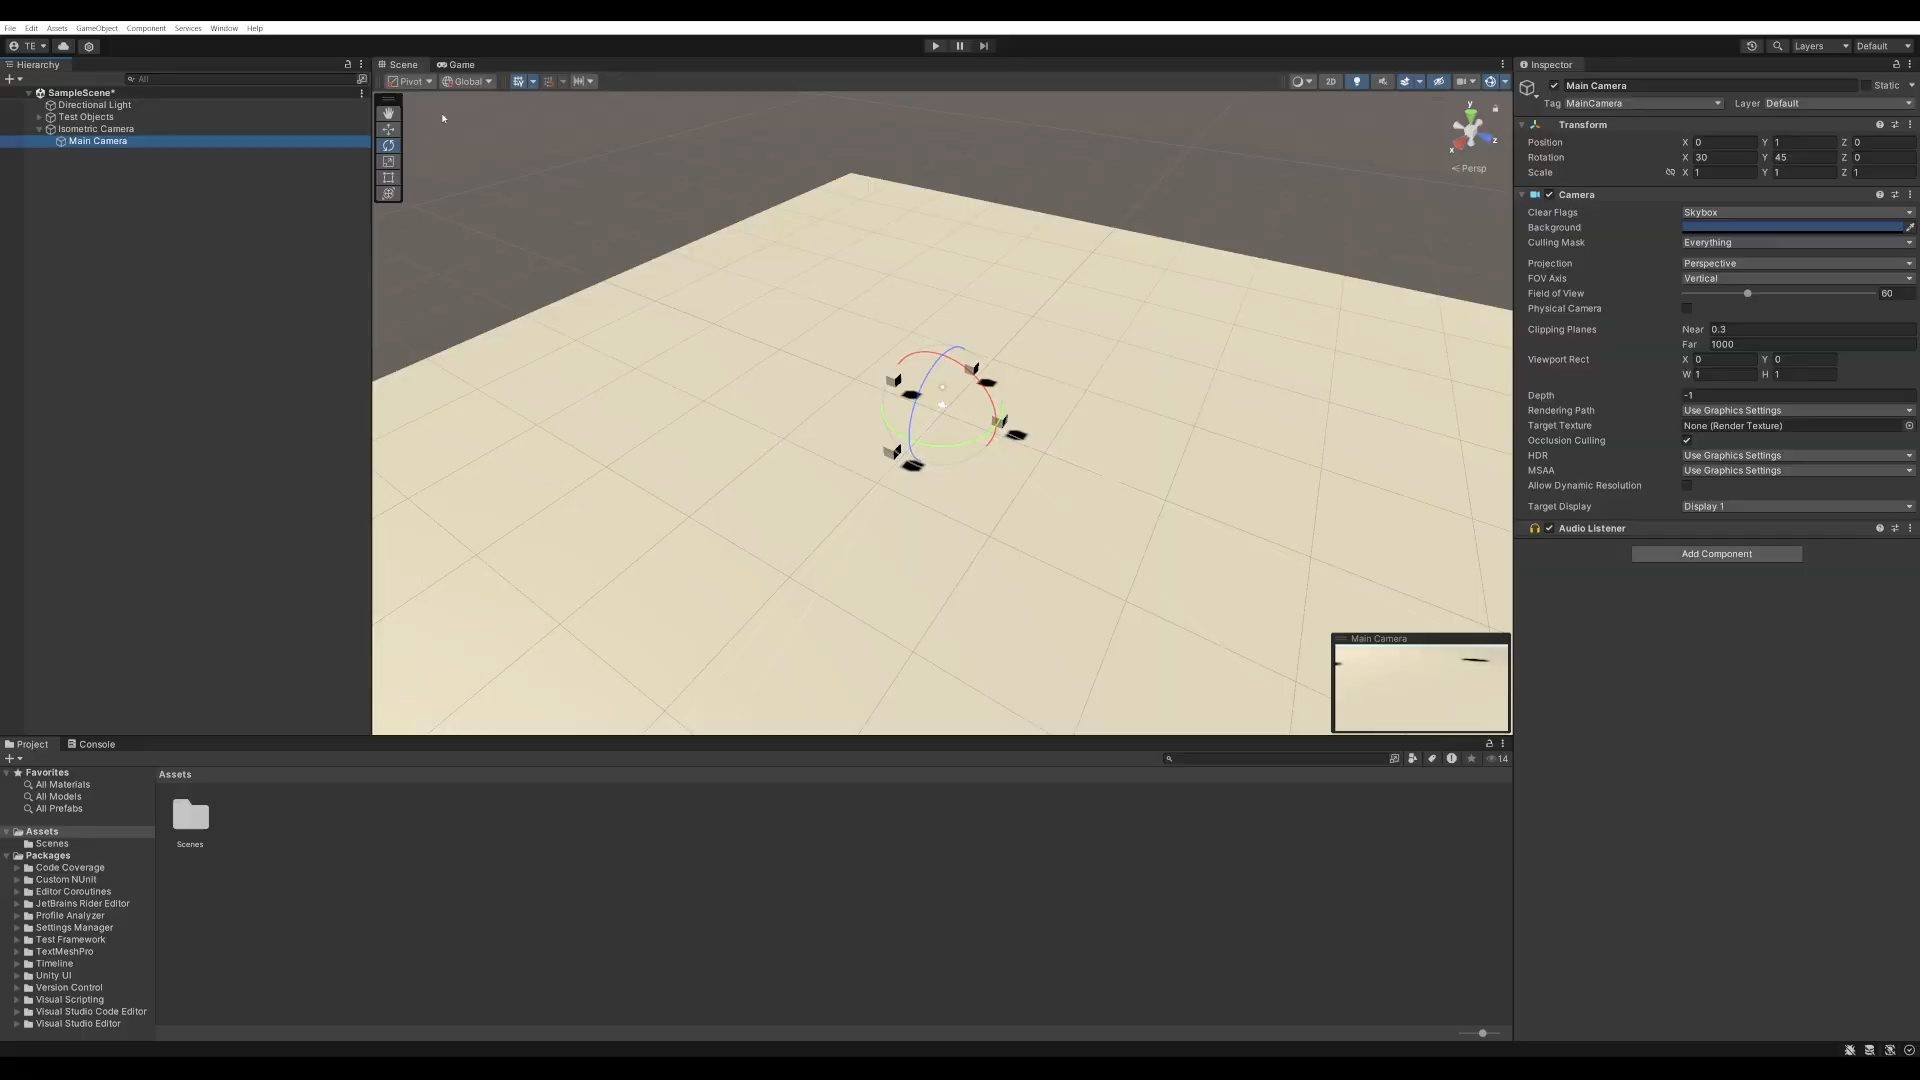 File Edit Assets GameObject Component Services Window Help
TE Layers Default
Hierarchy
All
SampleScene*
Directional Light
Test Objects
Isometric Camera
Main Camera
Scene Game
Pivot Global 2D
y
x z
Persp
Main Camera
Inspector
Main Camera Static
Tag MainCamera Layer Default
Transform
Position X 0 Y 1 Z 0
Rotation X 30 Y 45 Z 0
Scale X 1 Y 1 Z 1
Camera
Clear Flags Skybox
Background
Culling Mask Everything
Projection Perspective
FOV Axis Vertical
Field of View 60
Physical Camera
Clipping Planes Near 0.3
Far 1000
Viewport Rect X 0 Y 0
W 1 H 1
Depth -1
Rendering Path Use Graphics Settings
Target Texture None (Render Texture)
Occlusion Culling
HDR Use Graphics Settings
MSAA Use Graphics Settings
Allow Dynamic Resolution
Target Display Display 1
Audio Listener
Add Component
Project Console
14
Favorites
All Materials
All Models
All Prefabs
Assets
Scenes
Packages
Code Coverage
Custom NUnit
Editor Coroutines
JetBrains Rider Editor
Profile Analyzer
Settings Manager
Test Framework
TextMeshPro
Timeline
Unity UI
Version Control
Visual Scripting
Visual Studio Code Editor
Visual Studio Editor
Assets
Scenes